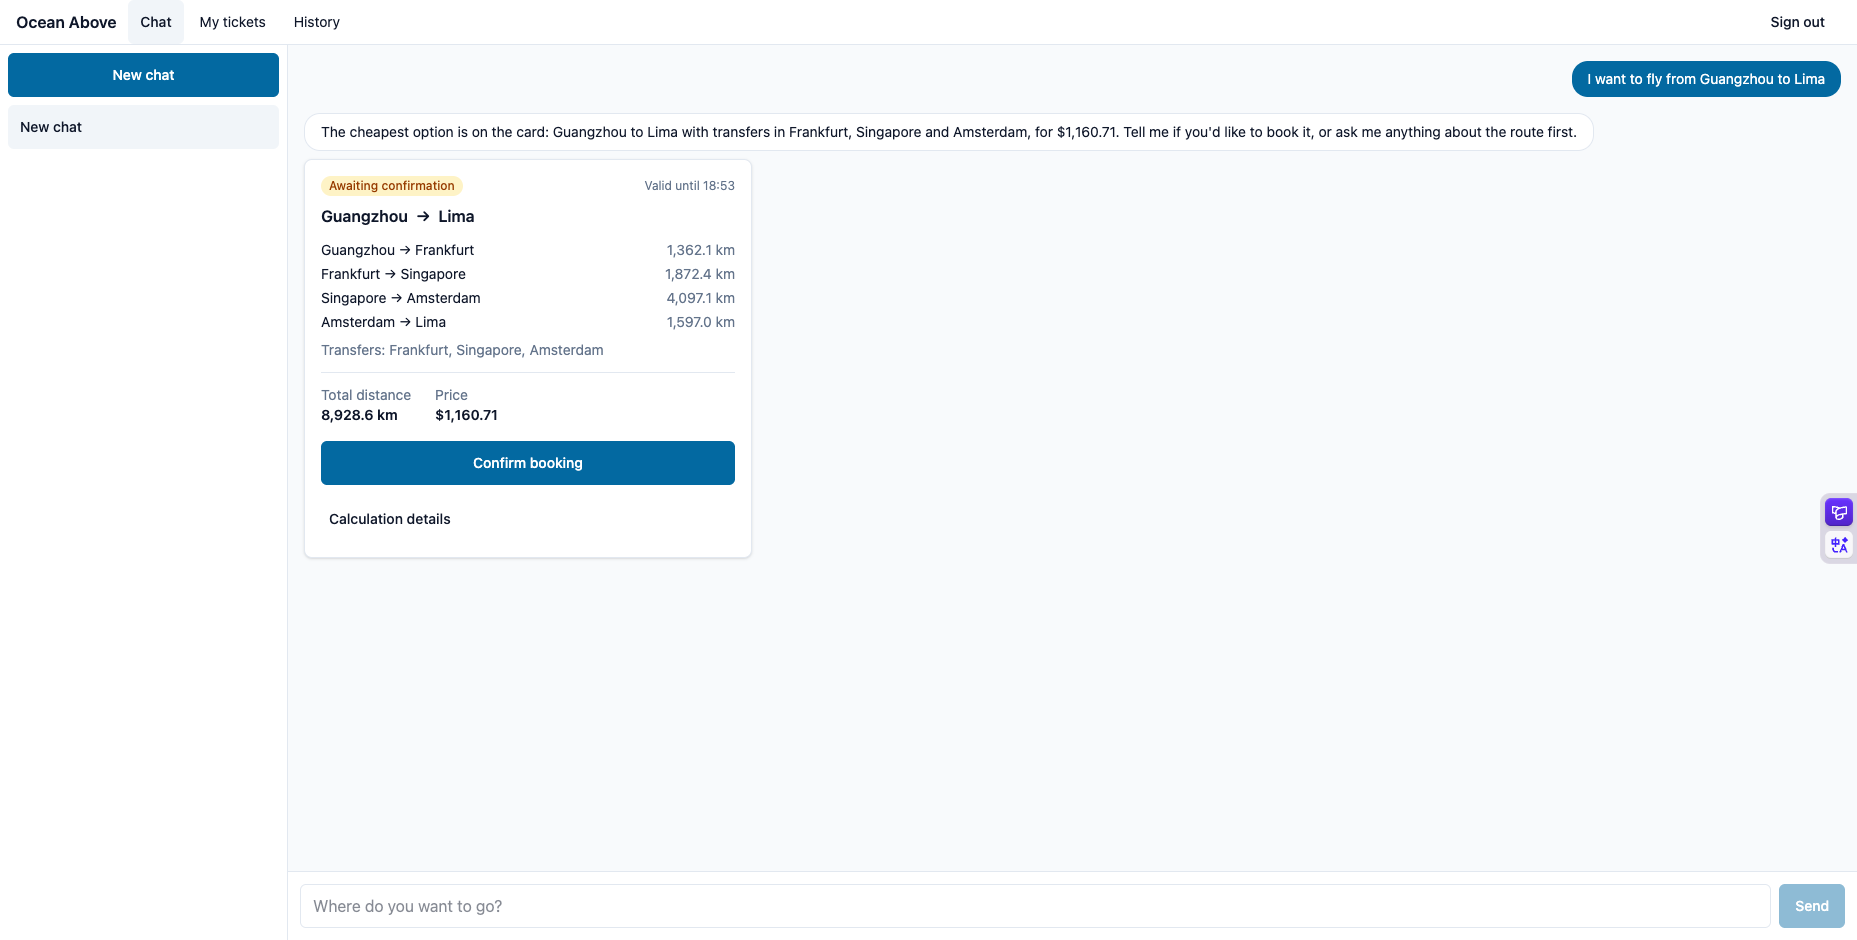 Ocean Above Chat My tickets History Sign out
New chat
New chat
I want to fly from Guangzhou to Lima
The cheapest option is on the card: Guangzhou to Lima with transfers in Frankfurt, Singapore and Amsterdam, for $1,160.71. Tell me if you'd like to book it, or ask me anything about the route first.
Awaiting confirmation Valid until 18:53
Guangzhou → Lima
Guangzhou → Frankfurt 1,362.1 km
Frankfurt → Singapore 1,872.4 km
Singapore → Amsterdam 4,097.1 km
Amsterdam → Lima 1,597.0 km
Transfers: Frankfurt, Singapore, Amsterdam
Total distance Price
8,928.6 km $1,160.71
Confirm booking
Calculation details
中A
Where do you want to go? Send